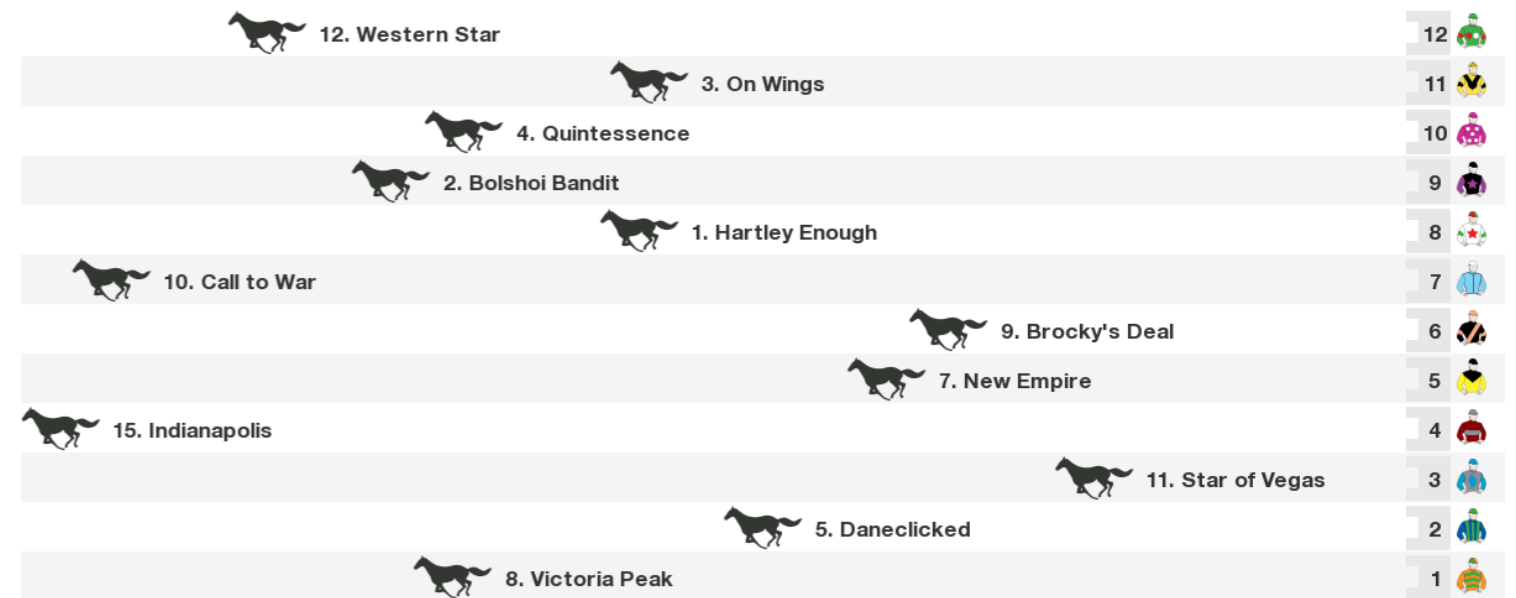 12. Western Star 12
3. On Wings 11
4. Quintessence 10
2. Bolshoi Bandit 9
1. Hartley Enough 8
10. Call to War 7
9. Brocky's Deal 6
7. New Empire 5
15. Indianapolis 4
11. Star of Vegas 3
5. Daneclicked 2
8. Victoria Peak 1